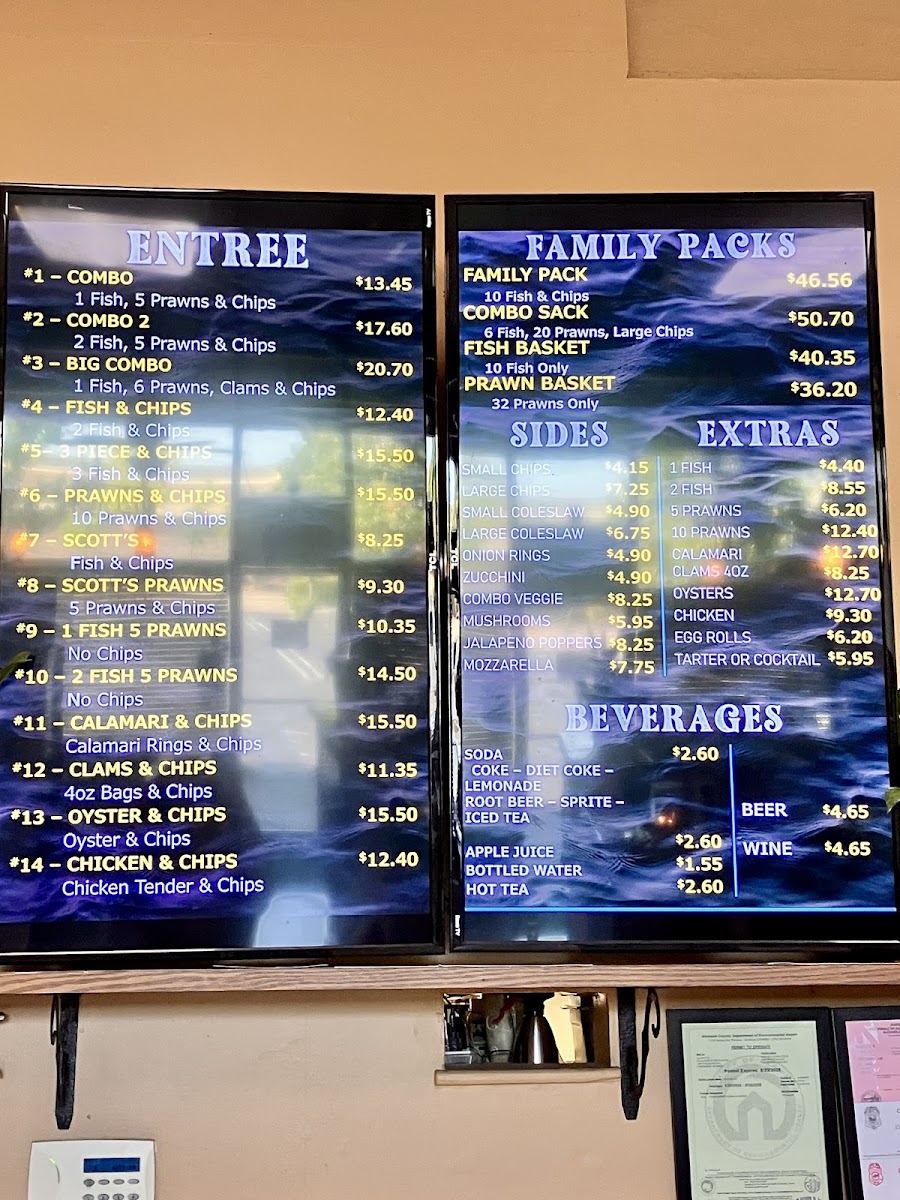 ENTREE
#1 – COMBO $13.45
1 Fish, 5 Prawns & Chips
#2 – COMBO 2 $17.60
2 Fish, 5 Prawns & Chips
#3 – BIG COMBO $20.70
1 Fish, 6 Prawns, Clams & Chips
#4 – FISH & CHIPS $12.40
2 Fish & Chips
#5– 3 PIECE & CHIPS $15.50
3 Fish & Chips
#6 – PRAWNS & CHIPS $15.50
10 Prawns & Chips
#7 – SCOTT'S $8.25
Fish & Chips
#8 – SCOTT'S PRAWNS $9.30
5 Prawns & Chips
#9 – 1 FISH 5 PRAWNS $10.35
No Chips
#10 – 2 FISH 5 PRAWNS $14.50
No Chips
#11 – CALAMARI & CHIPS $15.50
Calamari Rings & Chips
#12 – CLAMS & CHIPS $11.35
4oz Bags & Chips
#13 – OYSTER & CHIPS $15.50
Oyster & Chips
#14 – CHICKEN & CHIPS $12.40
Chicken Tender & Chips
TCL
FAMILY PACKS
FAMILY PACK $46.56
10 Fish & Chips
COMBO SACK $50.70
6 Fish, 20 Prawns, Large Chips
FISH BASKET $40.35
10 Fish Only
PRAWN BASKET $36.20
32 Prawns Only
SIDES
SMALL CHIPS $4.15
LARGE CHIPS $7.25
SMALL COLESLAW $4.90
LARGE COLESLAW $6.75
ONION RINGS $4.90
ZUCCHINI $4.90
COMBO VEGGIE $8.25
MUSHROOMS $5.95
JALAPENO POPPERS $8.25
MOZZARELLA $7.75
EXTRAS
1 FISH $4.40
2 FISH $8.55
5 PRAWNS $6.20
10 PRAWNS $12.40
CALAMARI $12.70
CLAMS 4OZ $8.25
OYSTERS $12.70
CHICKEN $9.30
EGG ROLLS $6.20
TARTER OR COCKTAIL $5.95
BEVERAGES
SODA $2.60
COKE – DIET COKE –
LEMONADE
ROOT BEER – SPRITE –
ICED TEA
APPLE JUICE $2.60
BOTTLED WATER $1.55
HOT TEA $2.60
BEER $4.65
WINE $4.65
TCL
PERMIT TO OPERATE